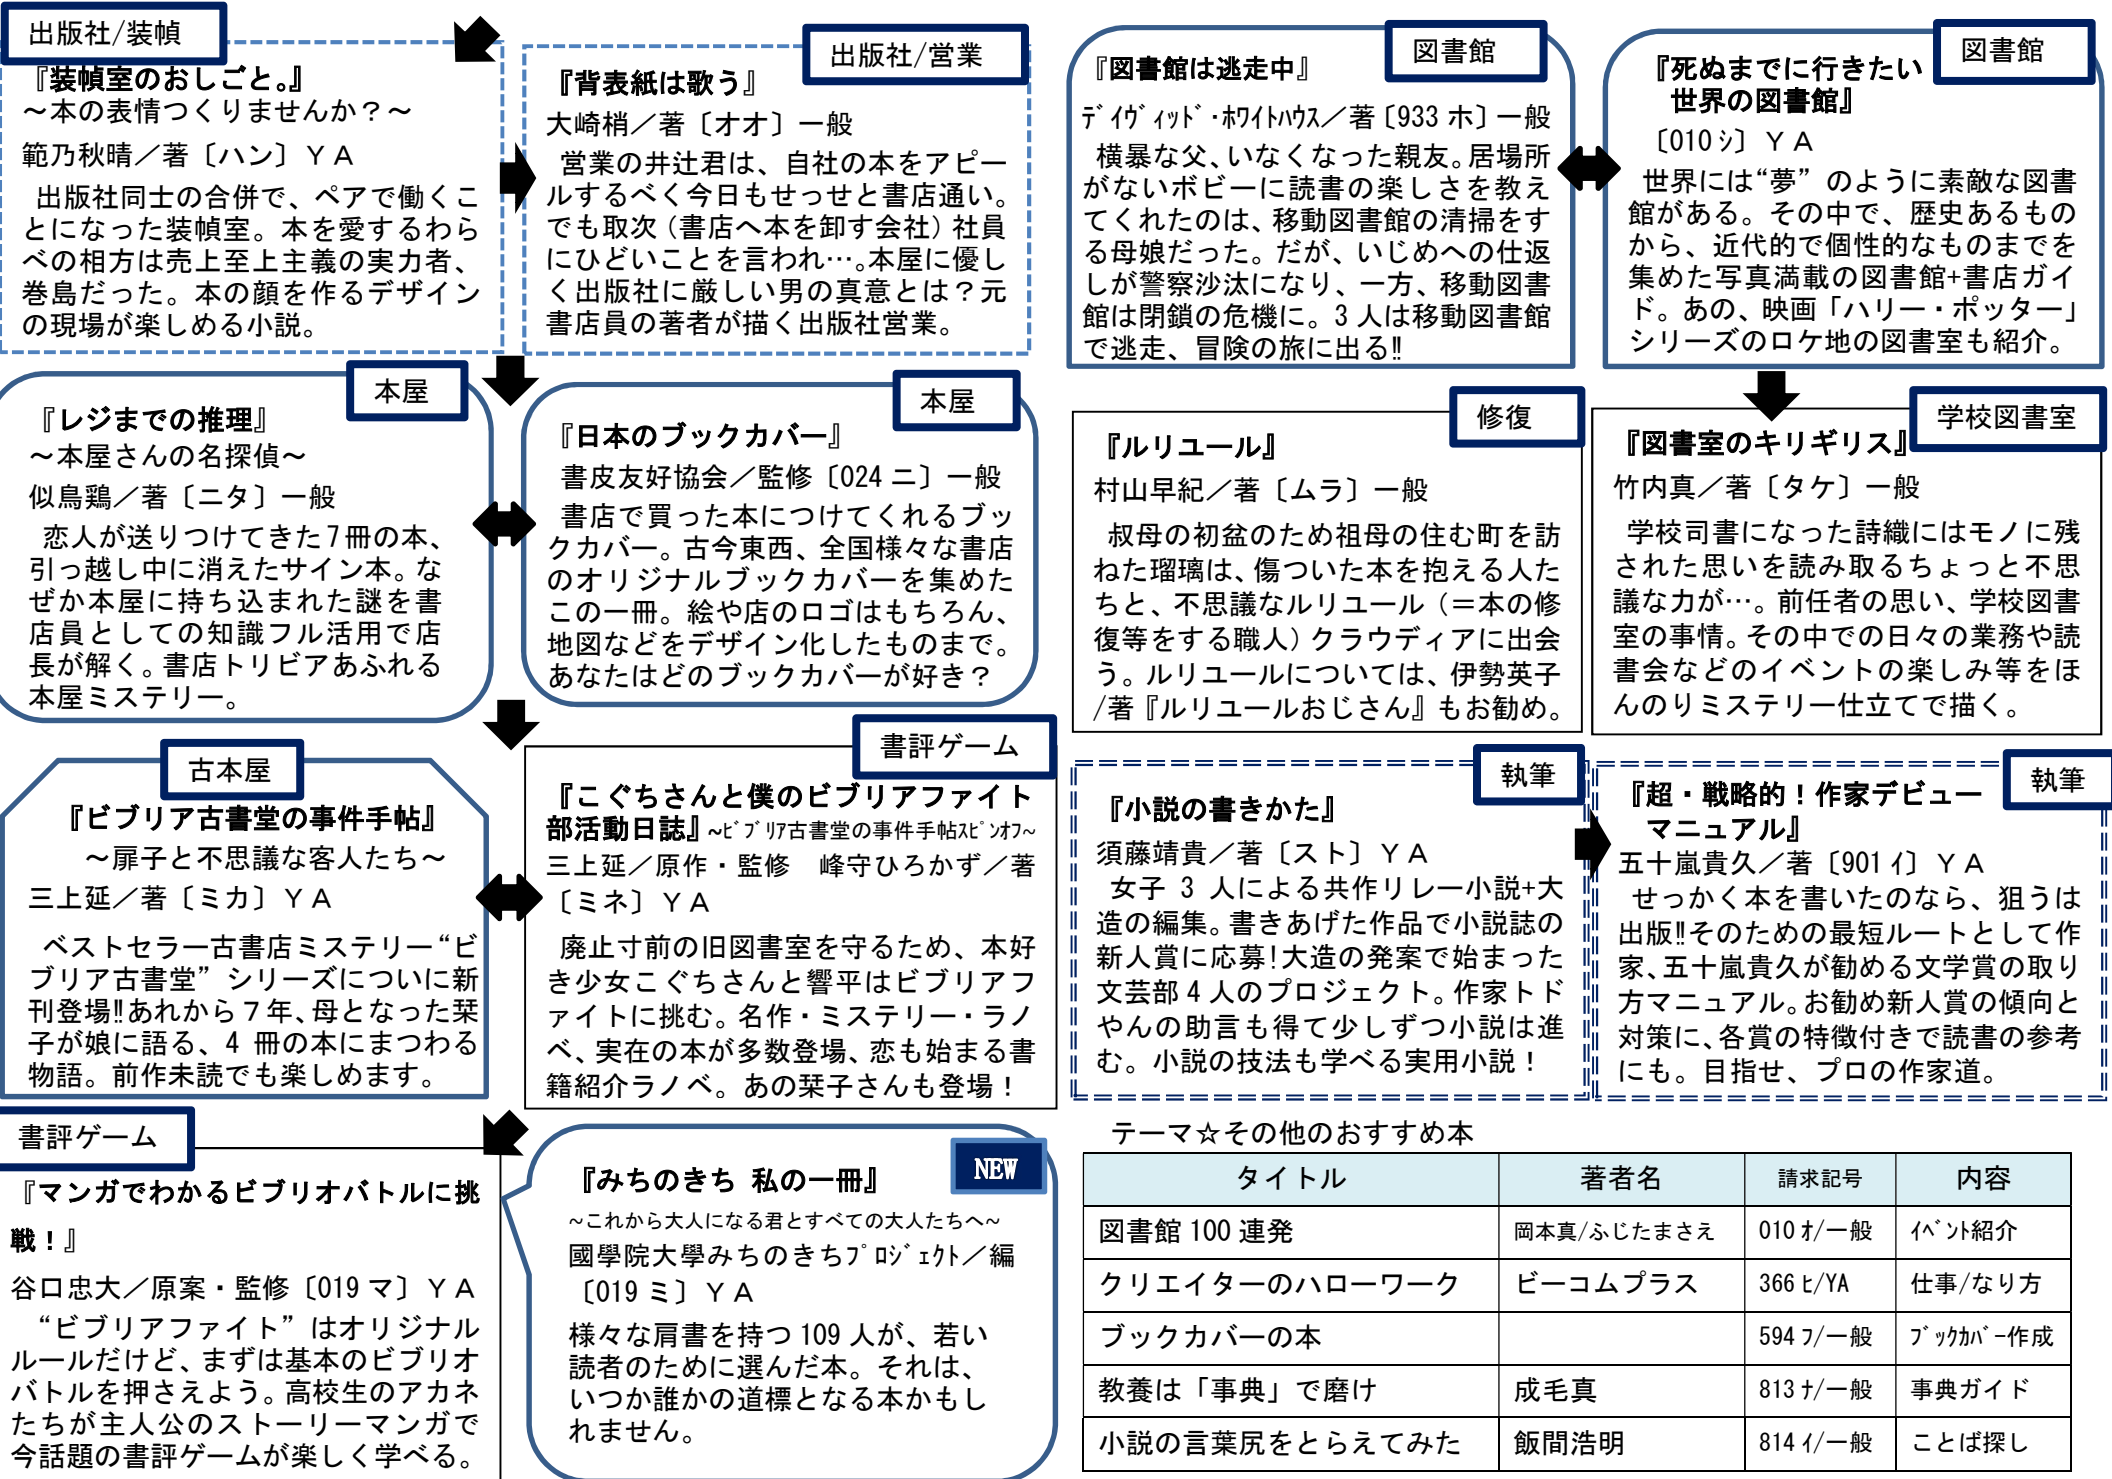 出版社/装幀
『装幀室のおしごと。』
～本の表情つくりませんか？～
範乃秋晴／著〔ハン〕ＹＡ
出版社同士の合併で、ペアで働くこ
とになった装幀室。本を愛するわら
べの相方は売上至上主義の実力者、
巻島だった。本の顔を作るデザイン
の現場が楽しめる小説。
出版社/営業
『背表紙は歌う』
大崎梢／著〔オオ〕一般
営業の井辻君は、自社の本をアピー
ルするべく今日もせっせと書店通い。
でも取次（書店へ本を卸す会社）社員
にひどいことを言われ…。本屋に優し
く出版社に厳しい男の真意とは？元
書店員の著者が描く出版社営業。
本屋
『レジまでの推理』
～本屋さんの名探偵～
似鳥鶏／著〔ニタ〕一般
恋人が送りつけてきた7冊の本、
引っ越し中に消えたサイン本。な
ぜか本屋に持ち込まれた謎を書
店員としての知識フル活用で店
長が解く。書店トリビアあふれる
本屋ミステリー。
本屋
『日本のブックカバー』
書皮友好協会／監修〔024 ニ〕一般
書店で買った本につけてくれるブッ
クカバー。古今東西、全国様々な書店
のオリジナルブックカバーを集めた
この一冊。絵や店のロゴはもちろん、
地図などをデザイン化したものまで。
あなたはどのブックカバーが好き？
古本屋
『ビブリア古書堂の事件手帖』
～扉子と不思議な客人たち～
三上延／著〔ミカ〕ＹＡ
ベストセラー古書店ミステリー“ビ
ブリア古書堂”シリーズについに新
刊登場‼あれから７年、母となった栞
子が娘に語る、4 冊の本にまつわる
物語。前作未読でも楽しめます。
書評ゲーム
『こぐちさんと僕のビブリアファイト
部活動日誌』~ﾋﾞﾌﾞﾘｱ古書堂の事件手帖ｽﾋﾟﾝｵﾌ~
三上延／原作・監修　峰守ひろかず／著
〔ミネ〕ＹＡ
廃止寸前の旧図書室を守るため、本好
き少女こぐちさんと響平はビブリアフ
ァイトに挑む。名作・ミステリー・ラノ
ベ、実在の本が多数登場、恋も始まる書
籍紹介ラノベ。あの栞子さんも登場！
書評ゲーム
『マンガでわかるビブリオバトルに挑
戦！』
谷口忠大／原案・監修〔019 マ〕ＹＡ
“ビブリアファイト”はオリジナル
ルールだけど、まずは基本のビブリオ
バトルを押さえよう。高校生のアカネ
たちが主人公のストーリーマンガで
今話題の書評ゲームが楽しく学べる。
NEW
『みちのきち 私の一冊』
~これから大人になる君とすべての大人たちへ~
國學院大學みちのきちﾌﾟﾛｼﾞｪｸﾄ／編
〔019 ミ〕ＹＡ
様々な肩書を持つ 109 人が、若い
読者のために選んだ本。それは、
いつか誰かの道標となる本かもし
れません。
図書館
『図書館は逃走中』
ﾃﾞｲｳﾞｨｯﾄﾞ・ﾎﾜｲﾄﾊｳｽ／著〔933 ホ〕一般
横暴な父、いなくなった親友。居場所
がないボビーに読書の楽しさを教え
てくれたのは、移動図書館の清掃をす
る母娘だった。だが、いじめへの仕返
しが警察沙汰になり、一方、移動図書
館は閉鎖の危機に。3 人は移動図書館
で逃走、冒険の旅に出る‼
図書館
『死ぬまでに行きたい
世界の図書館』
〔010 ｼ〕ＹＡ
世界には“夢”のように素敵な図書
館がある。その中で、歴史あるもの
から、近代的で個性的なものまでを
集めた写真満載の図書館+書店ガイ
ド。あの、映画「ハリー・ポッター」
シリーズのロケ地の図書室も紹介。
修復
『ルリユール』
村山早紀／著〔ムラ〕一般
叔母の初盆のため祖母の住む町を訪
ねた瑠璃は、傷ついた本を抱える人た
ちと、不思議なルリユール（＝本の修
復等をする職人）クラウディアに出会
う。ルリユールについては、伊勢英子
/著『ルリユールおじさん』もお勧め。
学校図書室
『図書室のキリギリス』
竹内真／著〔タケ〕一般
学校司書になった詩織にはモノに残
された思いを読み取るちょっと不思
議な力が…。前任者の思い、学校図書
室の事情。その中での日々の業務や読
書会などのイベントの楽しみ等をほ
んのりミステリー仕立てで描く。
執筆
『小説の書きかた』
須藤靖貴／著〔スト〕ＹＡ
女子 3 人による共作リレー小説+大
造の編集。書きあげた作品で小説誌の
新人賞に応募！大造の発案で始まった
文芸部 4 人のプロジェクト。作家トド
やんの助言も得て少しずつ小説は進
む。小説の技法も学べる実用小説！
執筆
『超・戦略的！作家デビュー
マニュアル』
五十嵐貴久／著〔901 ｲ〕ＹＡ
せっかく本を書いたのなら、狙うは
出版‼そのための最短ルートとして作
家、五十嵐貴久が勧める文学賞の取り
方マニュアル。お勧め新人賞の傾向と
対策に、各賞の特徴付きで読書の参考
にも。目指せ、プロの作家道。
テーマ☆その他のおすすめ本
タイトル 著者名 請求記号 内容
図書館 100 連発 岡本真/ふじたまさえ 010 ｵ/一般 ｲﾍﾞﾝﾄ紹介
クリエイターのハローワーク ビーコムプラス 366 ﾋ/YA 仕事/なり方
ブックカバーの本 594 ﾌ/一般 ﾌﾞｯｸｶﾊﾞｰ作成
教養は「事典」で磨け 成毛真 813 ﾅ/一般 事典ガイド
小説の言葉尻をとらえてみた 飯間浩明 814 ｲ/一般 ことば探し